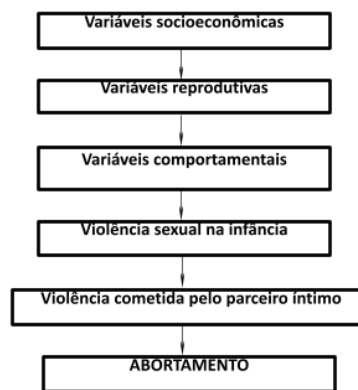 Variáveis socioeconômicas
Variáveis reprodutivas
Variáveis comportamentais
Violência sexual na infância
Violência cometida pelo parceiro íntimo
ABORTAMENTO